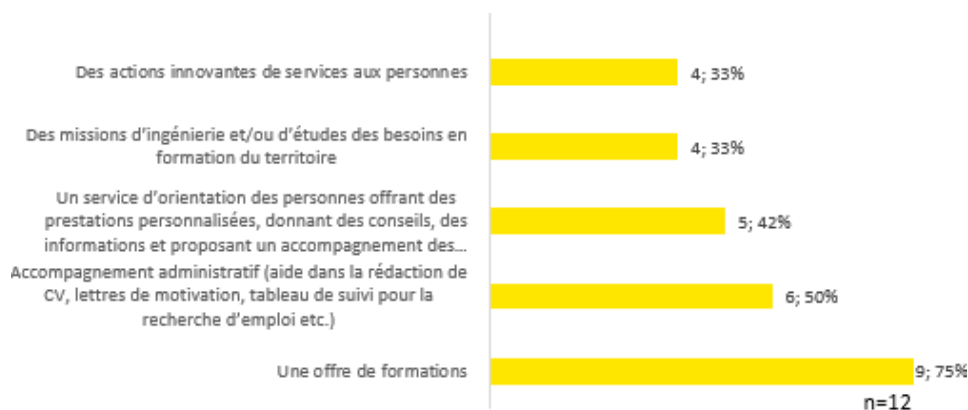 Des actions innovantes de services aux personnes
4; 33%
Des missions d’ingénierie et/ou d’études des besoins en
formation du territoire
4; 33%
Un service d’orientation des personnes offrant des
prestations personnalisées, donnant des conseils, des
informations et proposant un accompagnement des...
5; 42%
Accompagnement administratif (aide dans la rédaction de
CV, lettres de motivation, tableau de suivi pour la
recherche d’emploi etc.)
6; 50%
Une offre de formations
9; 75%
n=12